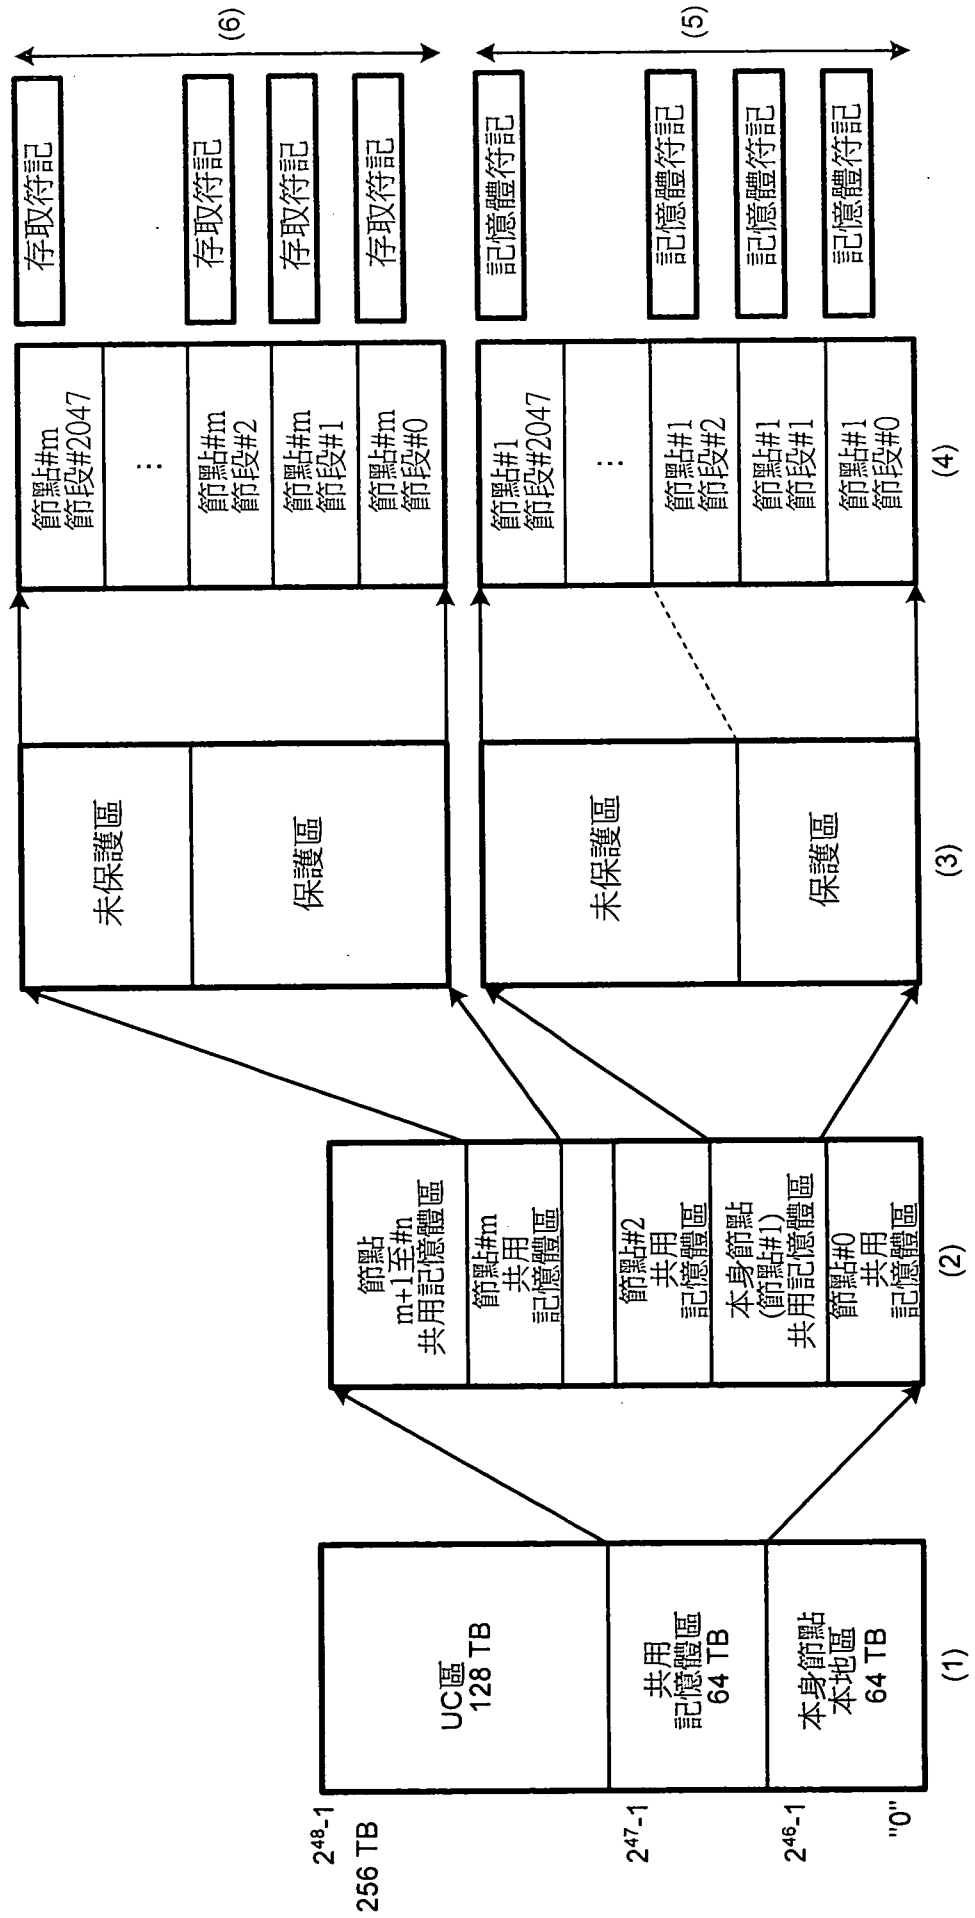 2⁴⁸-1
256 TB
2⁴⁷-1
2⁴⁶-1
"0"
UC區
128 TB
共用
記憶體區
64 TB
本身節點
本地區
64 TB
(1)
節點
m+1至#n
共用記憶體區
節點#m
共用
記憶體區
節點#2
共用
記憶體區
本身節點
(節點#1)
共用記憶體區
節點#0
共用
記憶體區
(2)
未保護區
保護區
未保護區
保護區
(3)
節點#m
節段#2047
⋮
節點#m
節段#2
節點#m
節段#1
節點#m
節段#0
節點#1
節段#2047
⋮
節點#1
節段#2
節點#1
節段#1
節點#1
節段#0
(4)
存取符記
存取符記
存取符記
存取符記
(6)
記憶體符記
記憶體符記
記憶體符記
記憶體符記
(5)